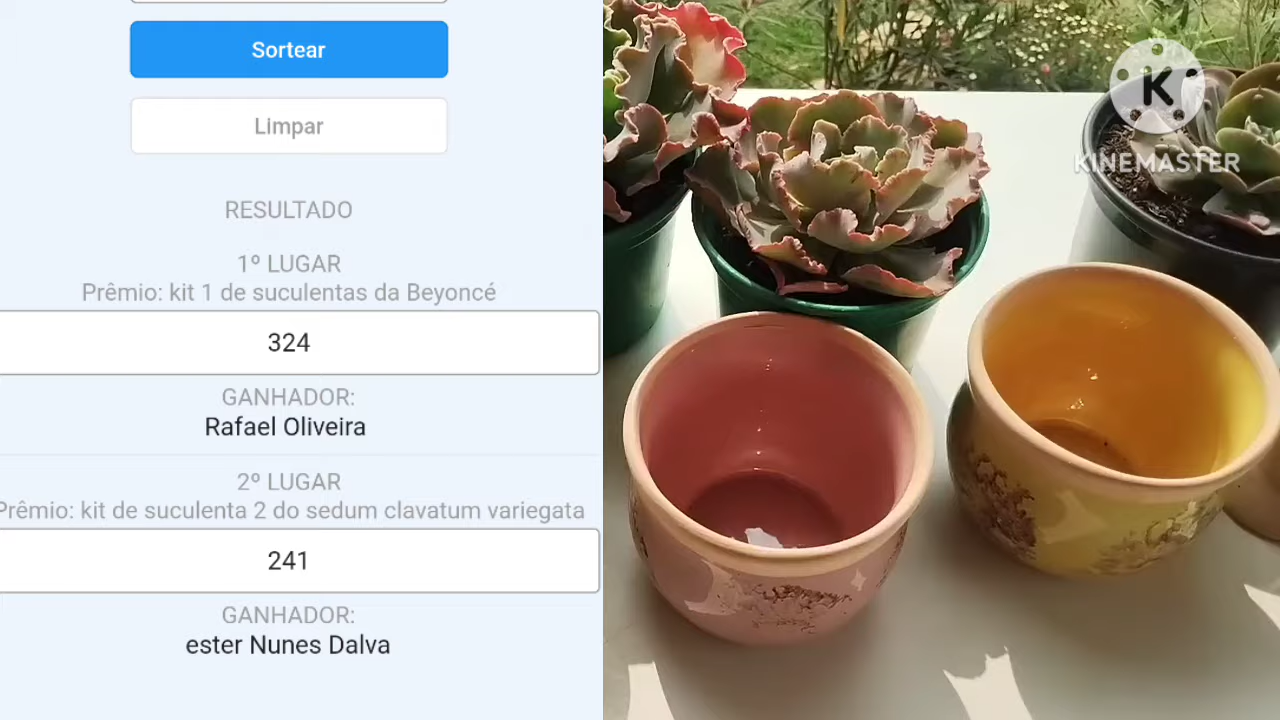 Sortear
Limpar
RESULTADO
1º LUGAR
Prêmio: kit 1 de suculentas da Beyoncé
324
GANHADOR:
Rafael Oliveira
2º LUGAR
Prêmio: kit de suculenta 2 do sedum clavatum variegata
241
GANHADOR:
ester Nunes Dalva
K
KINEMASTER